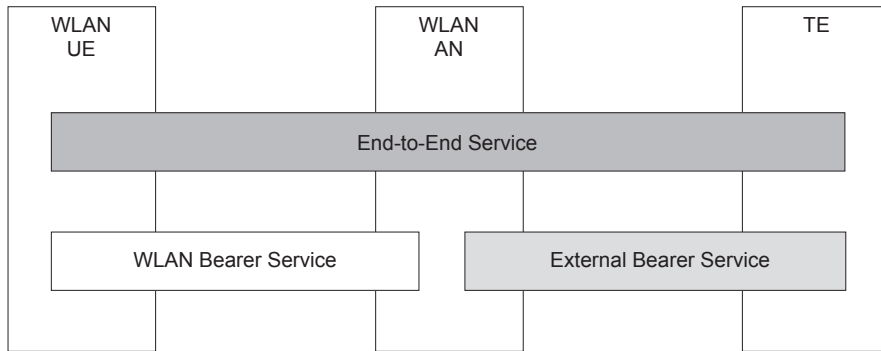 WLAN
UE
WLAN
AN
TE
End-to-End Service
WLAN Bearer Service
External Bearer Service